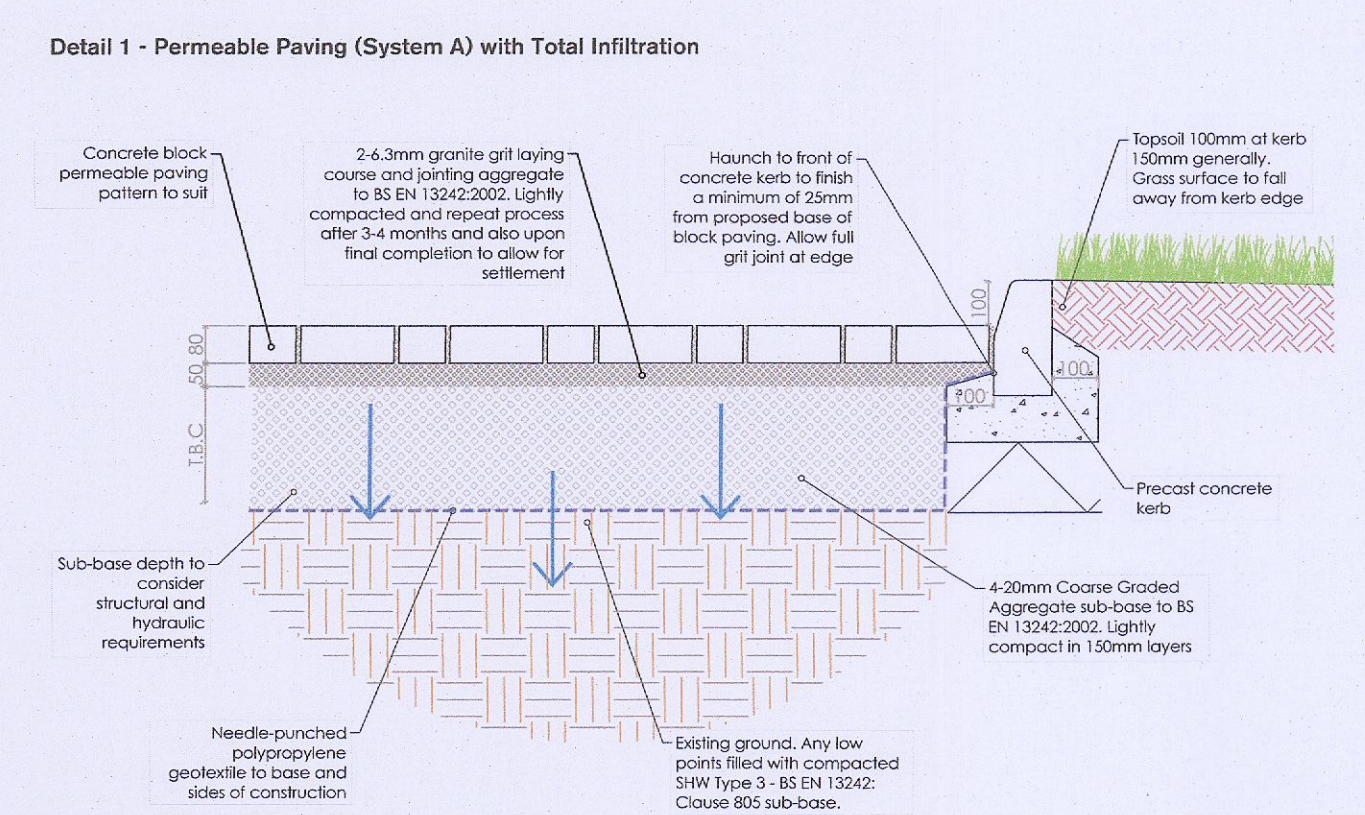 Detail 1 - Permeable Paving (System A) with Total Infiltration
Concrete block
permeable paving
pattern to suit
2-6.3mm granite grit laying
course and jointing aggregate
to BS EN 13242:2002. Lightly
compacted and repeat process
after 3-4 months and also upon
final completion to allow for
settlement
Haunch to front of
concrete kerb to finish
a minimum of 25mm
from proposed base of
block paving. Allow full
grit joint at edge
Topsoil 100mm at kerb
150mm generally.
Grass surface to fall
away from kerb edge
100
80
50
100
100
T.B.C
Precast concrete
kerb
Sub-base depth to
consider
structural and
hydraulic
requirements
4-20mm Coarse Graded
Aggregate sub-base to BS
EN 13242:2002. Lightly
compact in 150mm layers
Needle-punched
polypropylene
geotextile to base and
sides of construction
Existing ground. Any low
points filled with compacted
SHW Type 3 - BS EN 13242:
Clause 805 sub-base.